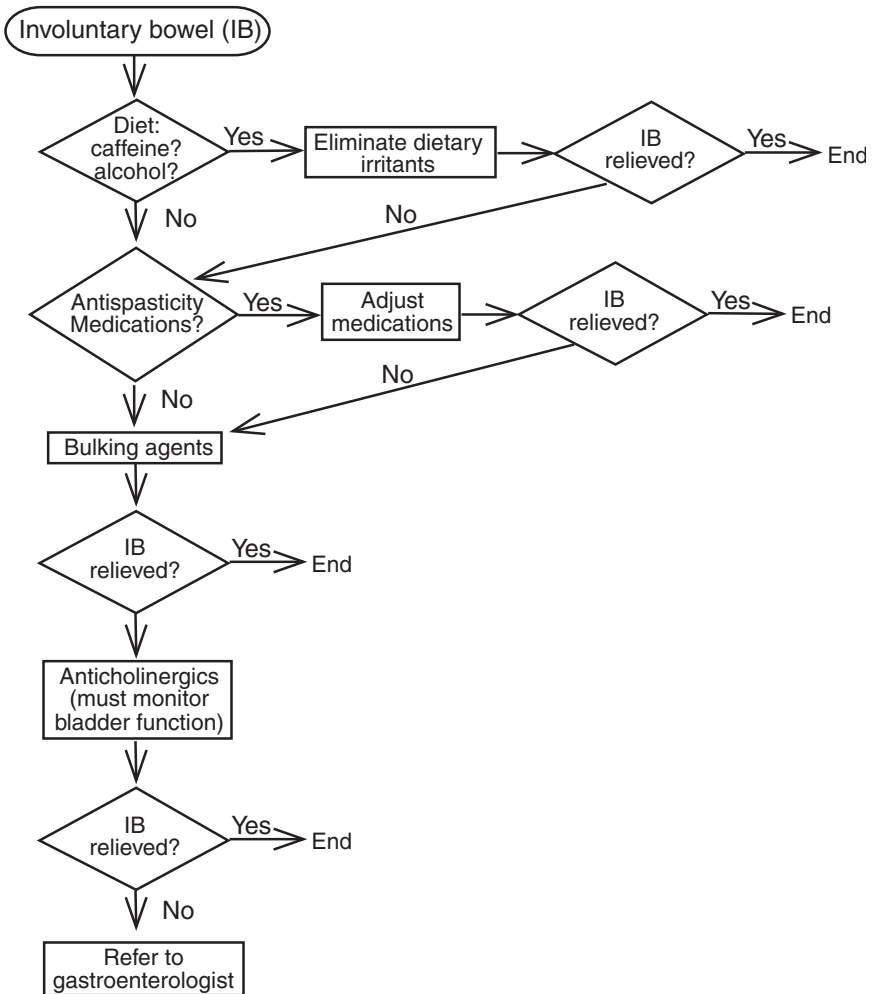 Involuntary bowel (IB)
Diet:
caffeine?
alcohol?
Yes
Eliminate dietary
irritants
IB
relieved?
Yes
End
No
No
Antispasticity
Medications?
Yes
Adjust
medications
IB
relieved?
Yes
End
No
No
Bulking agents
IB
relieved?
Yes
End
Anticholinergics
(must monitor
bladder function)
IB
relieved?
Yes
End
No
Refer to
gastroenterologist